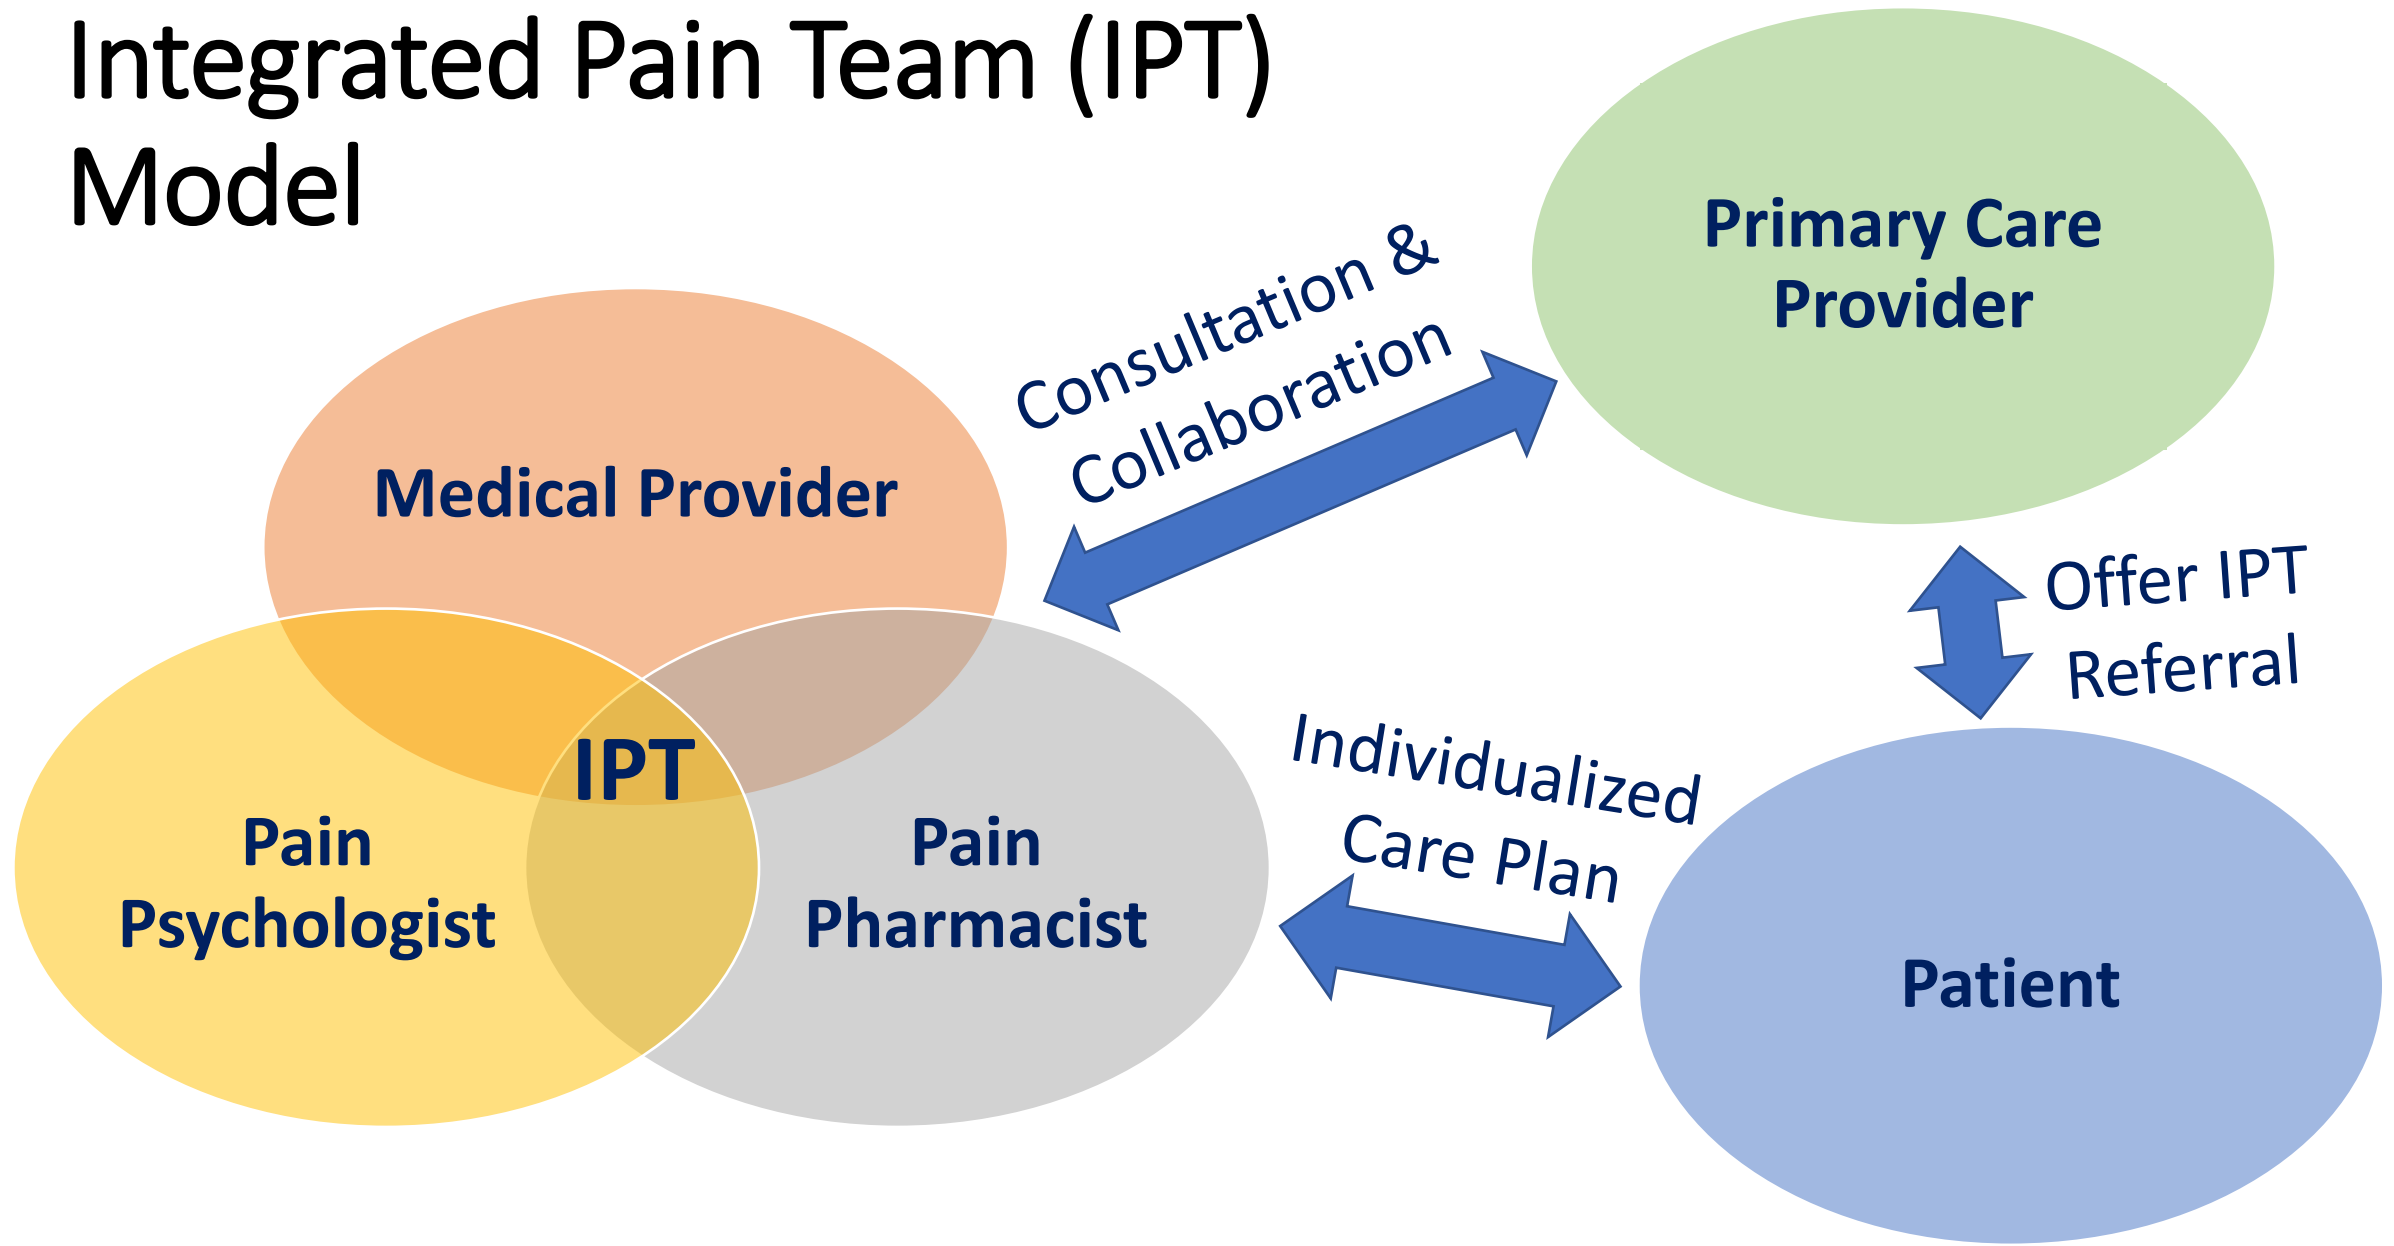 Integrated Pain Team (IPT)
Model
Primary Care
Provider
Consultation &
Collaboration
Medical Provider
Offer IPT
Referral
IPT
Individualized
Care Plan
Pain
Psychologist
Pain
Pharmacist
Patient